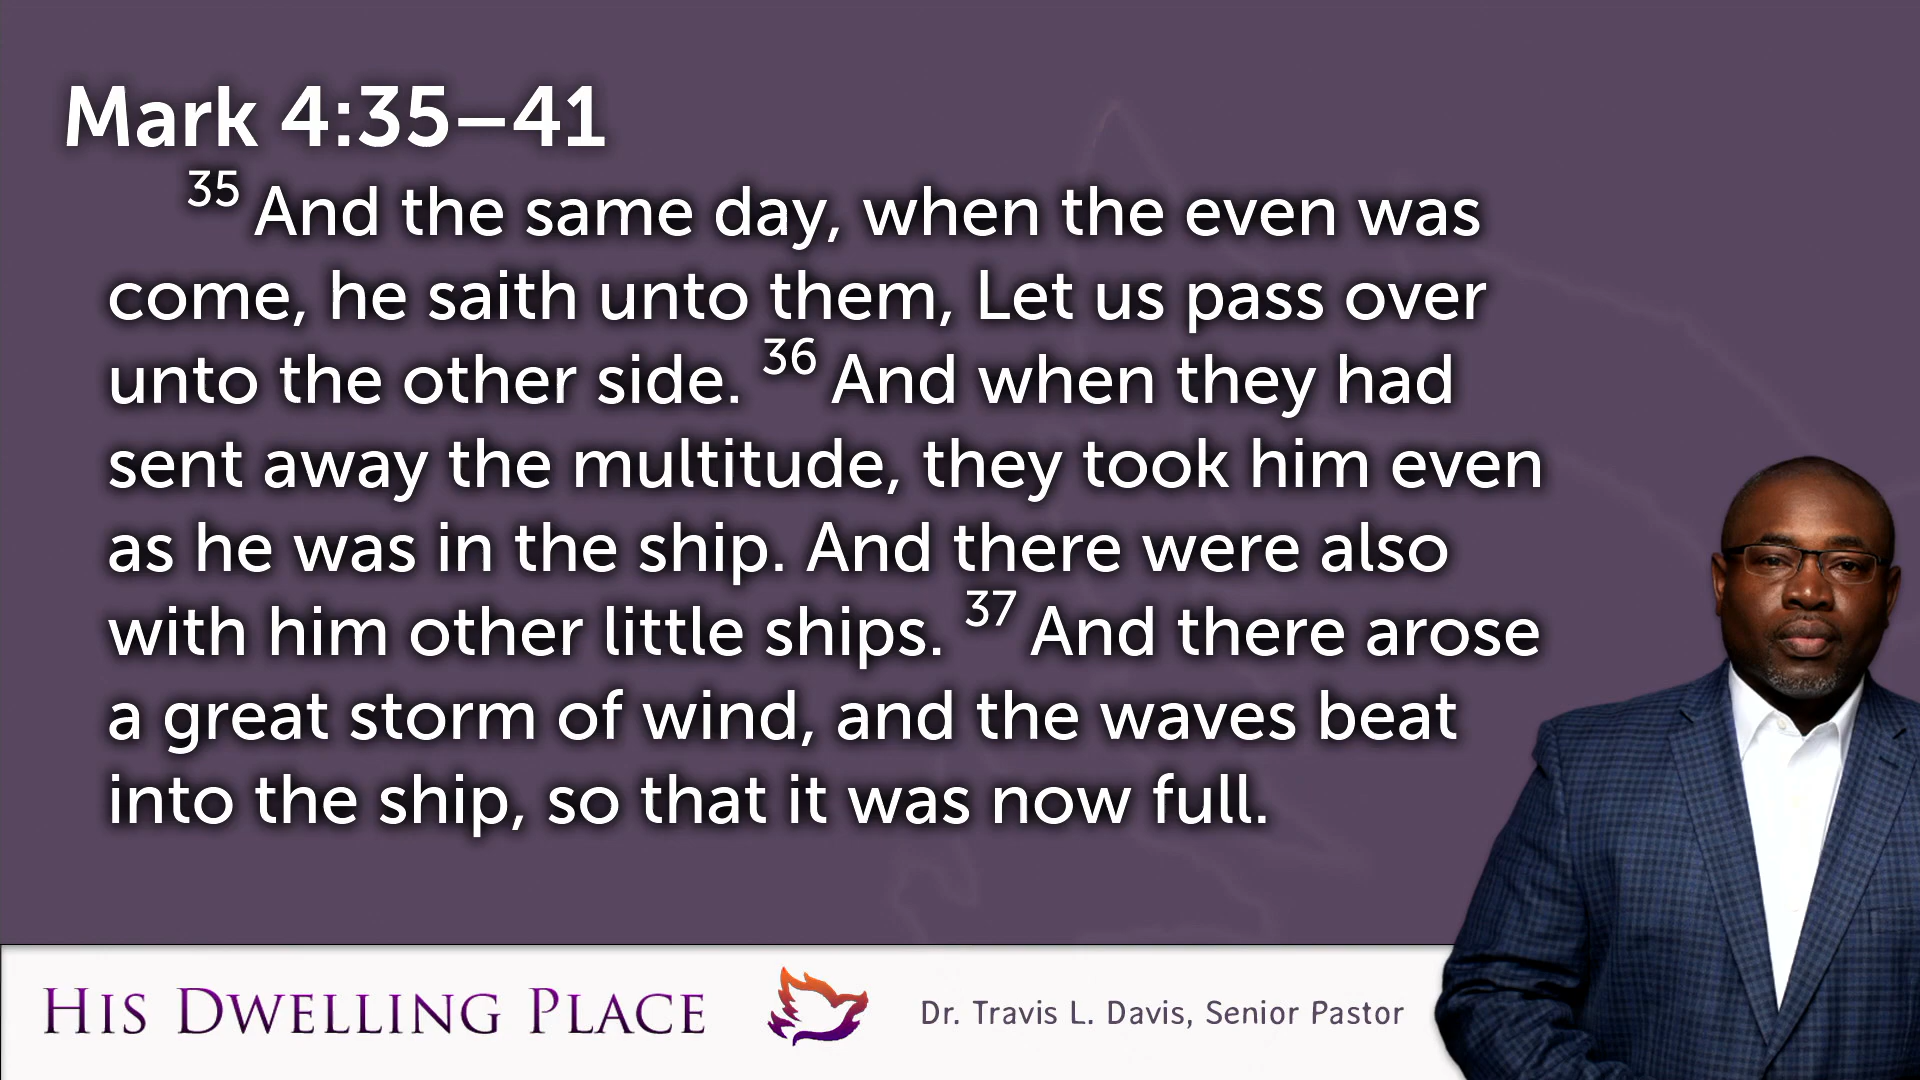 Mark 4:35–41
35 And the same day, when the even was
come, he saith unto them, Let us pass over
unto the other side. 36 And when they had
sent away the multitude, they took him even
as he was in the ship. And there were also
with him other little ships. 37 And there arose
a great storm of wind, and the waves beat
into the ship, so that it was now full.
HIS DWELLING PLACE
Dr. Travis L. Davis, Senior Pastor